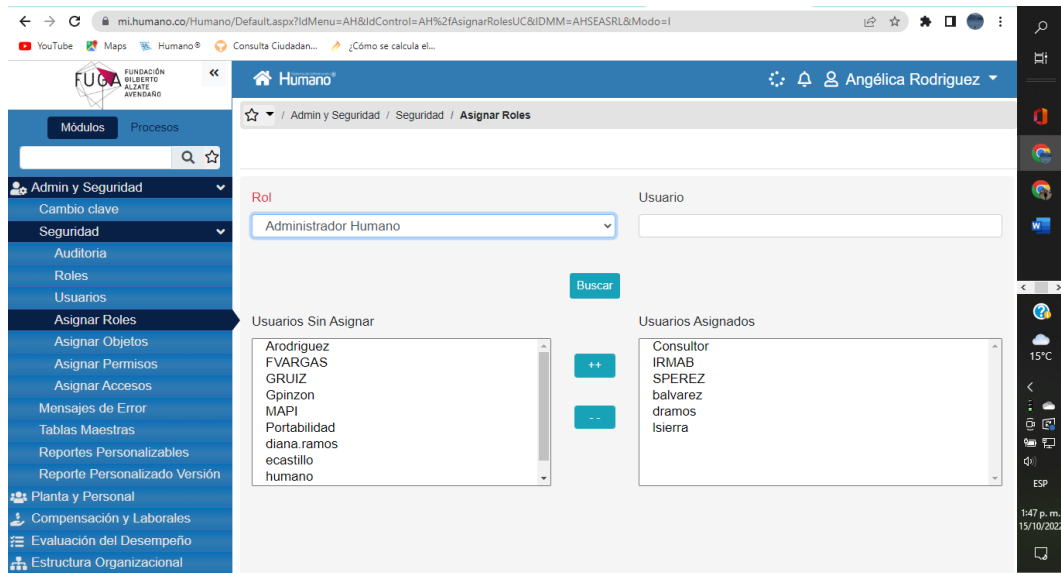 mi.humano.co/Humano/Default.aspx?IdMenu=AH&IdControl=AH%2fAsignarRolesUC&IDMM=AHSEASRL&Modo=I
YouTube Maps Humano® Consulta Ciudadan... ¿Cómo se calcula el...
FUGA FUNDACIÓN
GILBERTO
ALZATE
AVENDAÑO
«
Humano®
Angélica Rodriguez
/ Admin y Seguridad / Seguridad / Asignar Roles
Módulos Procesos
Admin y Seguridad
Cambio clave
Seguridad
Auditoria
Roles
Usuarios
Asignar Roles
Asignar Objetos
Asignar Permisos
Asignar Accesos
Mensajes de Error
Tablas Maestras
Reportes Personalizables
Reporte Personalizado Versión
Planta y Personal
Compensación y Laborales
Evaluación del Desempeño
Estructura Organizacional
Rol
Administrador Humano
Usuario
Buscar
Usuarios Sin Asignar
Arodriguez
FVARGAS
GRUIZ
Gpinzon
MAPI
Portabilidad
diana.ramos
ecastillo
humano
++
--
Usuarios Asignados
Consultor
IRMAB
SPEREZ
balvarez
dramos
lsierra
15°C
ESP
1:47 p. m.
15/10/2022